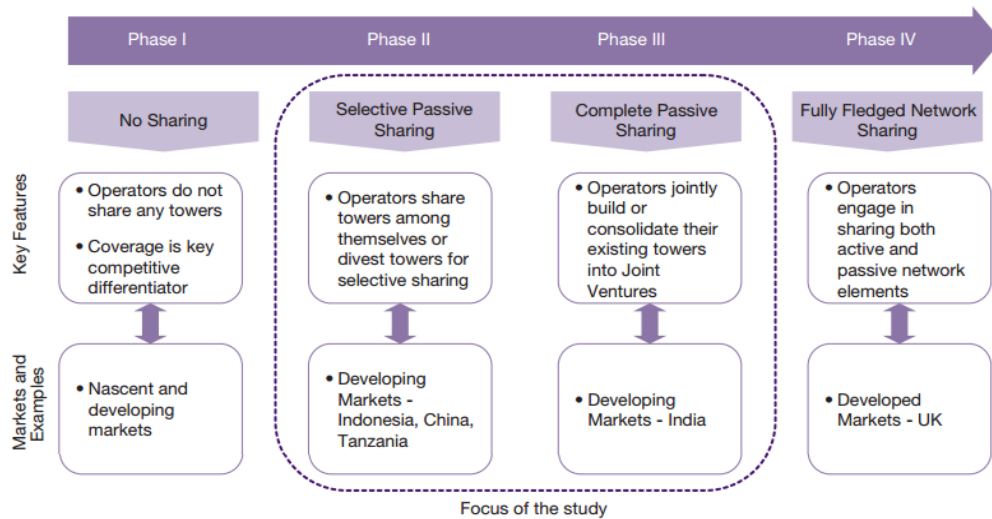 Phase I
Phase II
Phase III
Phase IV
No Sharing
Selective Passive
Sharing
Complete Passive
Sharing
Fully Fledged Network
Sharing
Key Features
• Operators do not
share any towers
• Coverage is key
competitive
differentiator
• Operators share
towers among
themselves or
divest towers for
selective sharing
• Operators jointly
build or
consolidate their
existing towers
into Joint
Ventures
• Operators
engage in
sharing both
active and
passive network
elements
Markets and
Examples
• Nascent and
developing
markets
• Developing
Markets -
Indonesia, China,
Tanzania
• Developing
Markets - India
• Developed
Markets - UK
Focus of the study